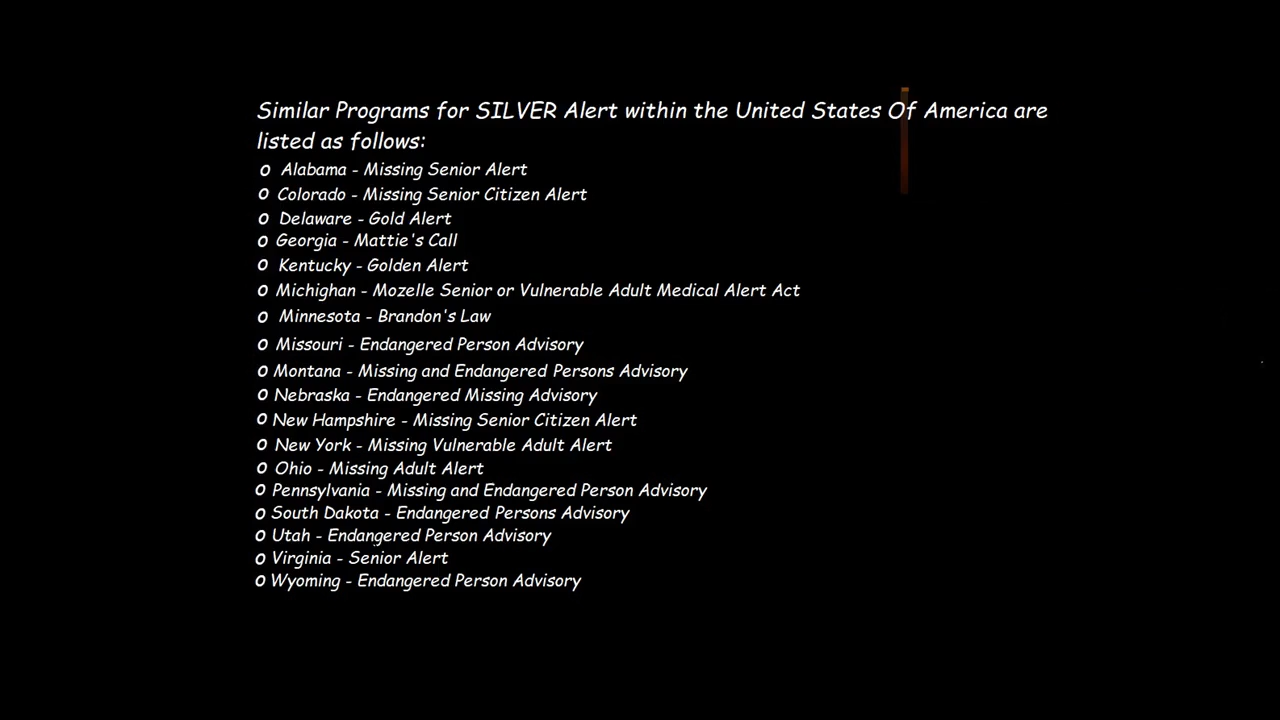 Similar Programs for SILVER Alert within the United States Of America are
listed as follows:
o Alabama - Missing Senior Alert
o Colorado - Missing Senior Citizen Alert
o Delaware - Gold Alert
o Georgia - Mattie's Call
o Kentucky - Golden Alert
o Michighan - Mozelle Senior or Vulnerable Adult Medical Alert Act
o Minnesota - Brandon's Law
o Missouri - Endangered Person Advisory
o Montana - Missing and Endangered Persons Advisory
o Nebraska - Endangered Missing Advisory
o New Hampshire - Missing Senior Citizen Alert
o New York - Missing Vulnerable Adult Alert
o Ohio - Missing Adult Alert
o Pennsylvania - Missing and Endangered Person Advisory
o South Dakota - Endangered Persons Advisory
o Utah - Endangered Person Advisory
o Virginia - Senior Alert
o Wyoming - Endangered Person Advisory